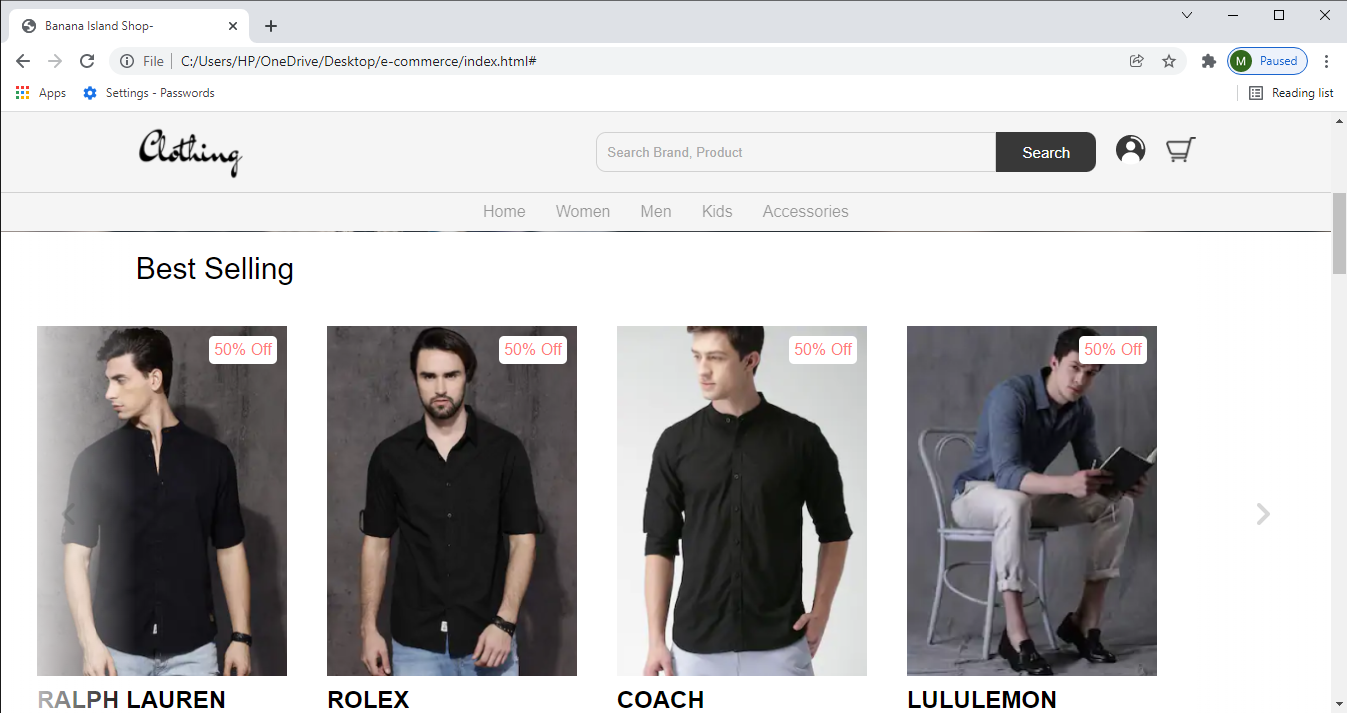 Banana Island Shop-
File C:/Users/HP/OneDrive/Desktop/e-commerce/index.html# M Paused
Apps Settings - Passwords Reading list
Clothing Search Brand, Product Search
Home Women Men Kids Accessories
Best Selling
50% Off 50% Off 50% Off 50% Off
RALPH LAUREN ROLEX COACH LULULEMON